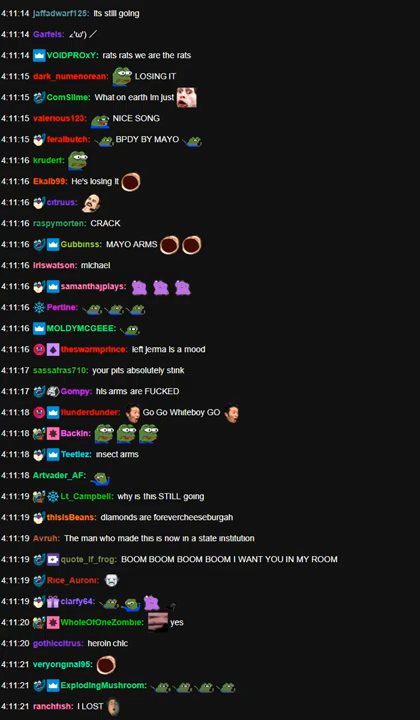 4:11:14 jaffadwarf125: Its still going
4:11:14 Garfels: ∠'ω') ／
4:11:14 VOIDPROxY: rats rats we are the rats
4:11:15 dark_numenorean: LOSING IT
4:11:15 ComSlime: What on earth Im just
4:11:15 valerious123: NICE SONG
4:11:15 feralbutch: BPDY BY MAYO
4:11:16 kruderf:
4:11:16 Ekalb99: He's losing it
4:11:16 citruus:
4:11:16 raspymorten: CRACK
4:11:16 Gubbinss: MAYO ARMS
4:11:16 iriswatson: michael
4:11:16 samanthajplays:
4:11:16 Pertine:
4:11:16 MOLDYMCGEEE:
4:11:16 theswarmprince: left jerma is a mood
4:11:17 sassafras710: your pits absolutely stink
4:11:17 Gompy: his arms are FUCKED
4:11:18 flunderdunder: Go Go Whiteboy GO
4:11:18 Backin:
4:11:18 Teetlez: insect arms
4:11:18 Artvader_AF:
4:11:19 Lt_Campbell: why is this STILL going
4:11:19 thisisBeans: diamonds are forevercheeseburgah
4:11:19 Avruh: The man who made this is now in a state institution
4:11:19 quote_if_frog: BOOM BOOM BOOM BOOM I WANT YOU IN MY ROOM
4:11:19 Rice_Auroni:
4:11:19 clarfy64:
4:11:20 WholeOfOneZombie: yes
4:11:20 gothiccitrus: heroin chic
4:11:21 veryoriginal95:
4:11:21 ExplodingMushroom:
4:11:21 ranchfish: I LOST